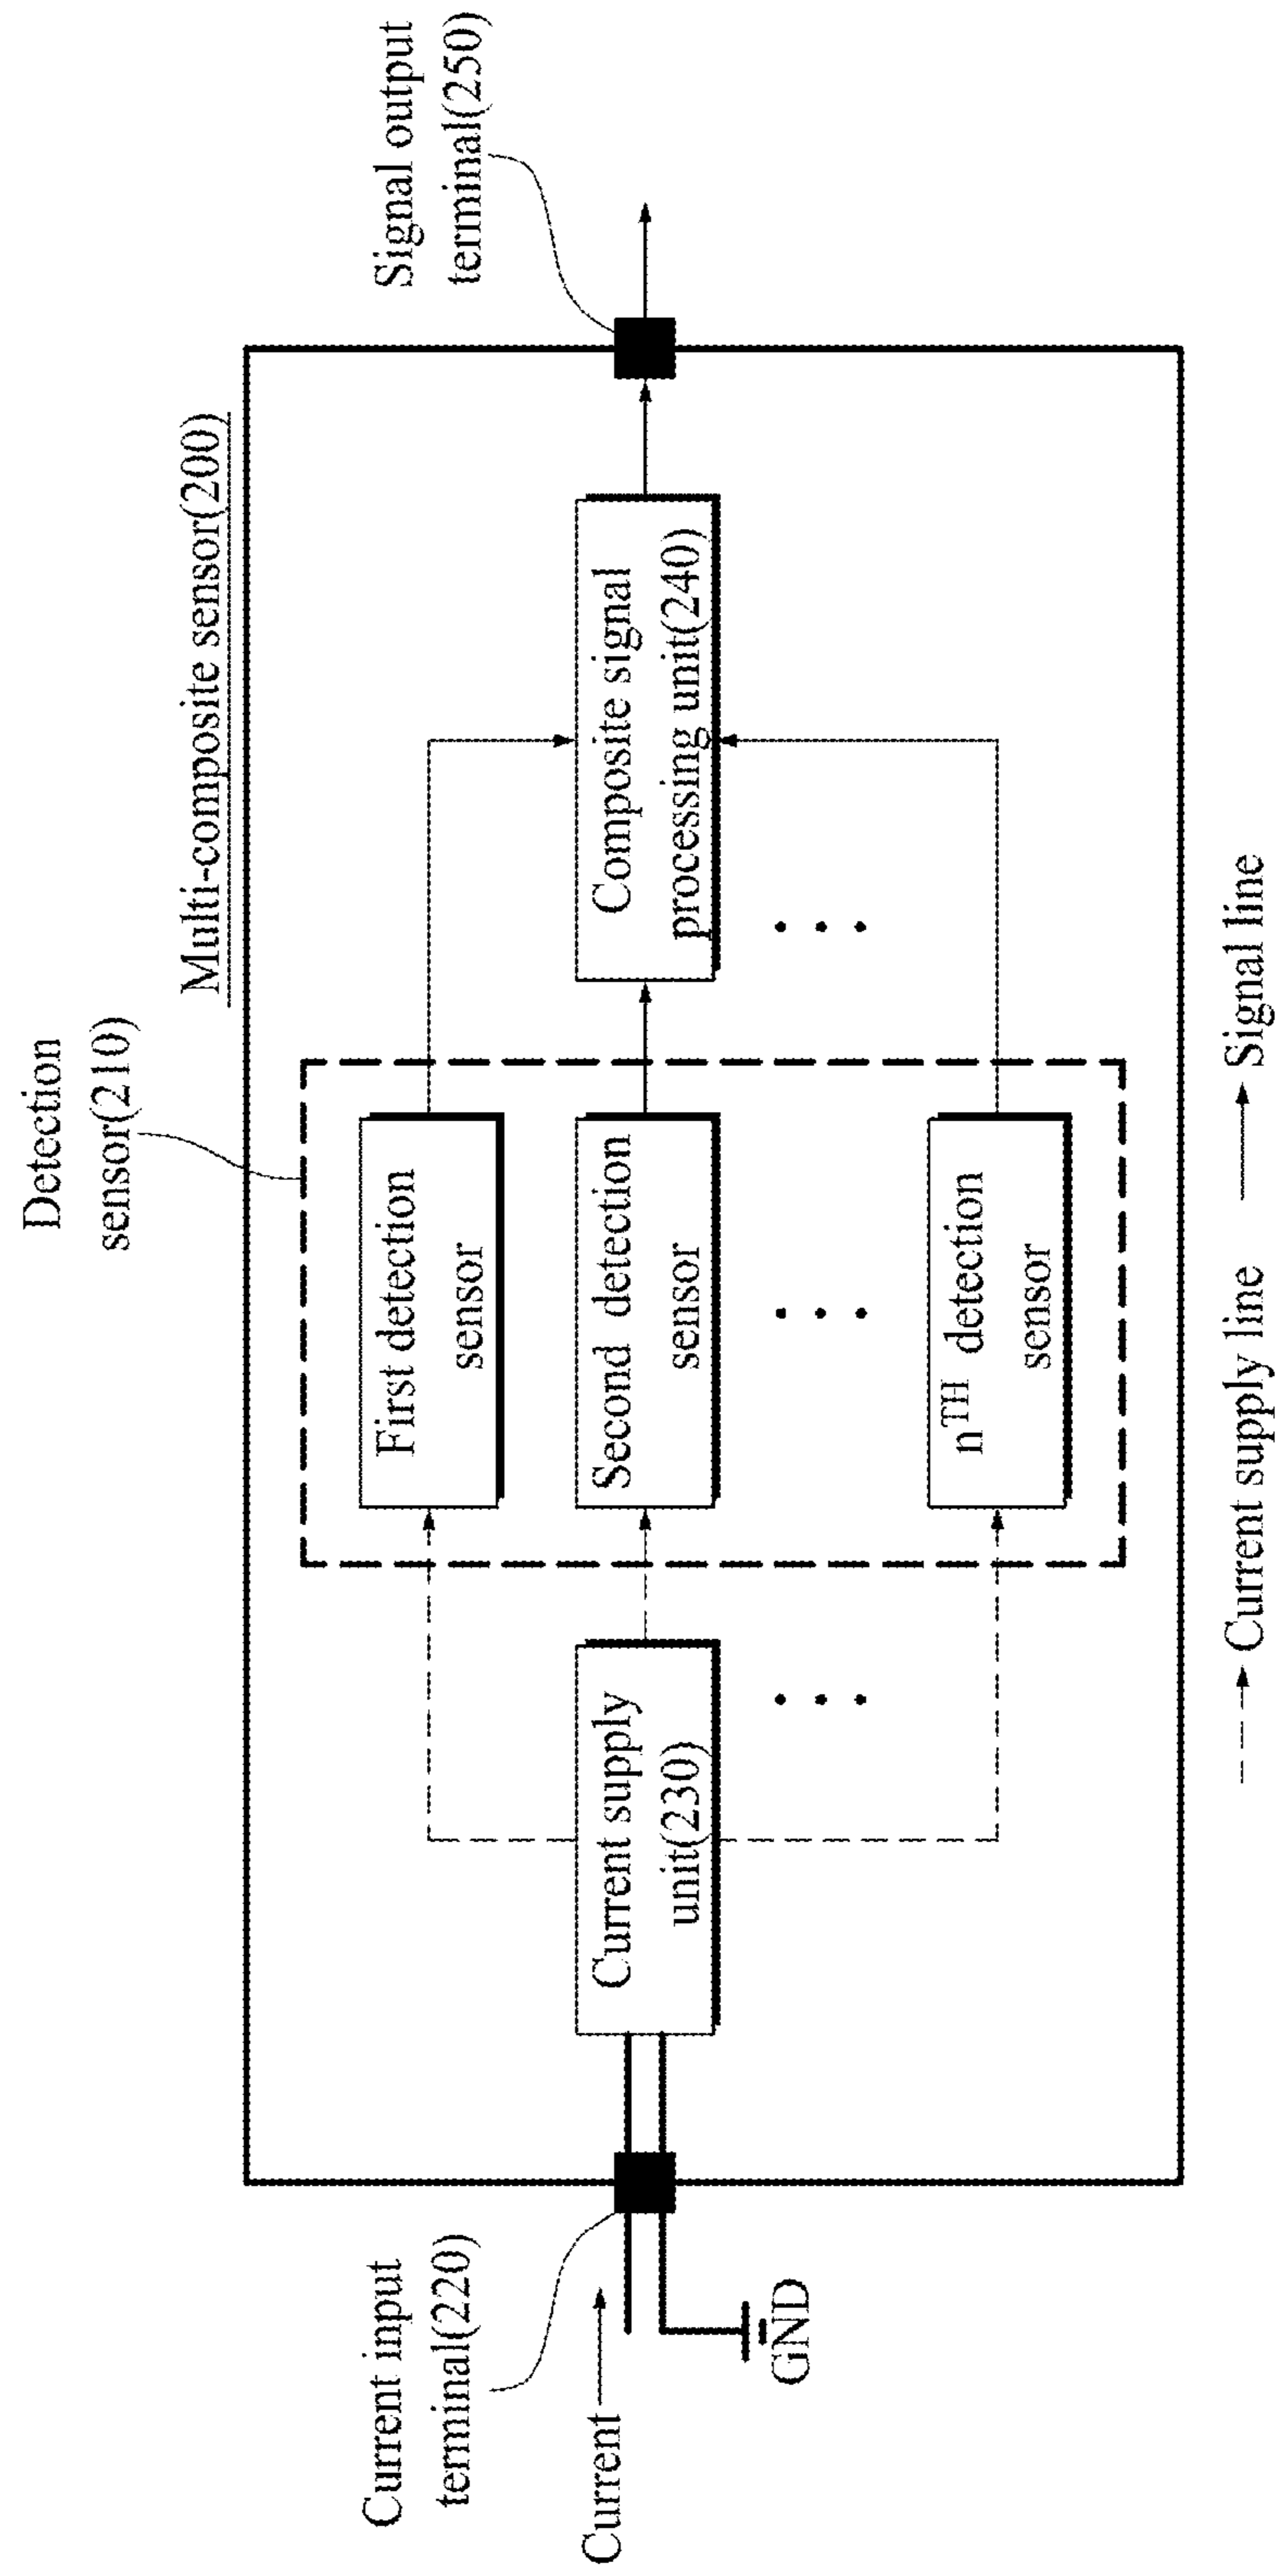 Detection
sensor(210)
Multi-composite sensor(200)
Current input
terminal(220)
Signal output
terminal(250)
First detection
sensor
Current
Current supply
unit(230)
Second detection
sensor
Composite signal
processing unit(240)
GND
nTH detection
sensor
Current supply line
Signal line